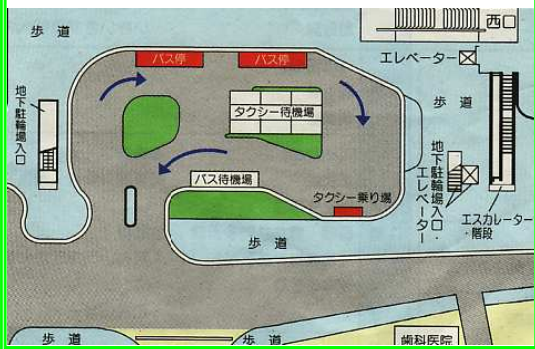 歩道
西口
バス停
バス停
エレベーター
地下駐輪場入口
タクシー待機場
歩道
地下駐輪場入口・
エレベーター
バス待機場
タクシー乗り場
エスカレーター
・階段
歩道
歩道
歩道
歯科医院